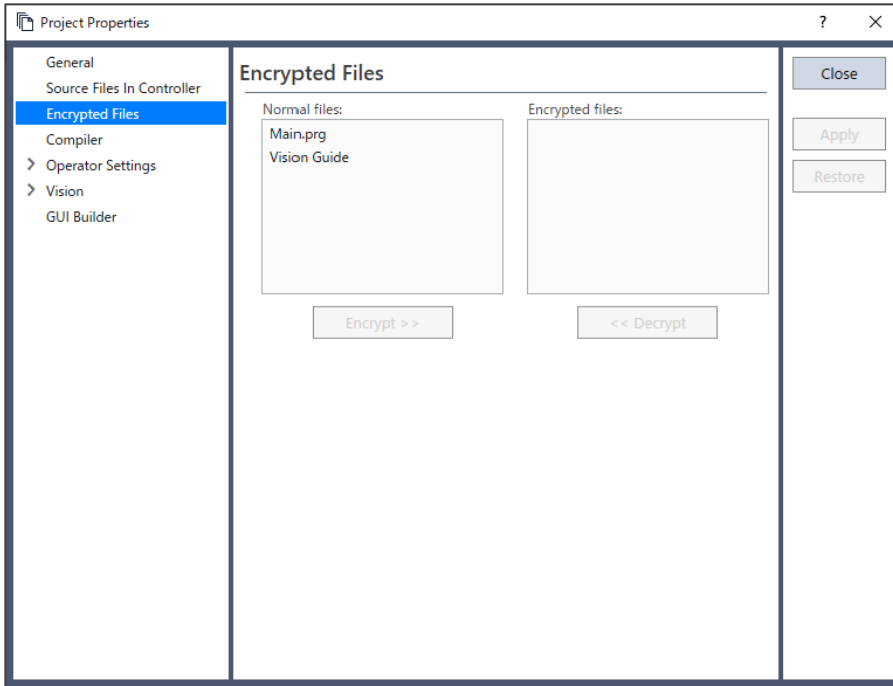 Project Properties
?
General
Source Files In Controller
Encrypted Files
Compiler
Operator Settings
Vision
GUI Builder
Encrypted Files
Normal files:
Main.prg
Vision Guide
Encrypt >>
Encrypted files:
<< Decrypt
Close
Apply
Restore